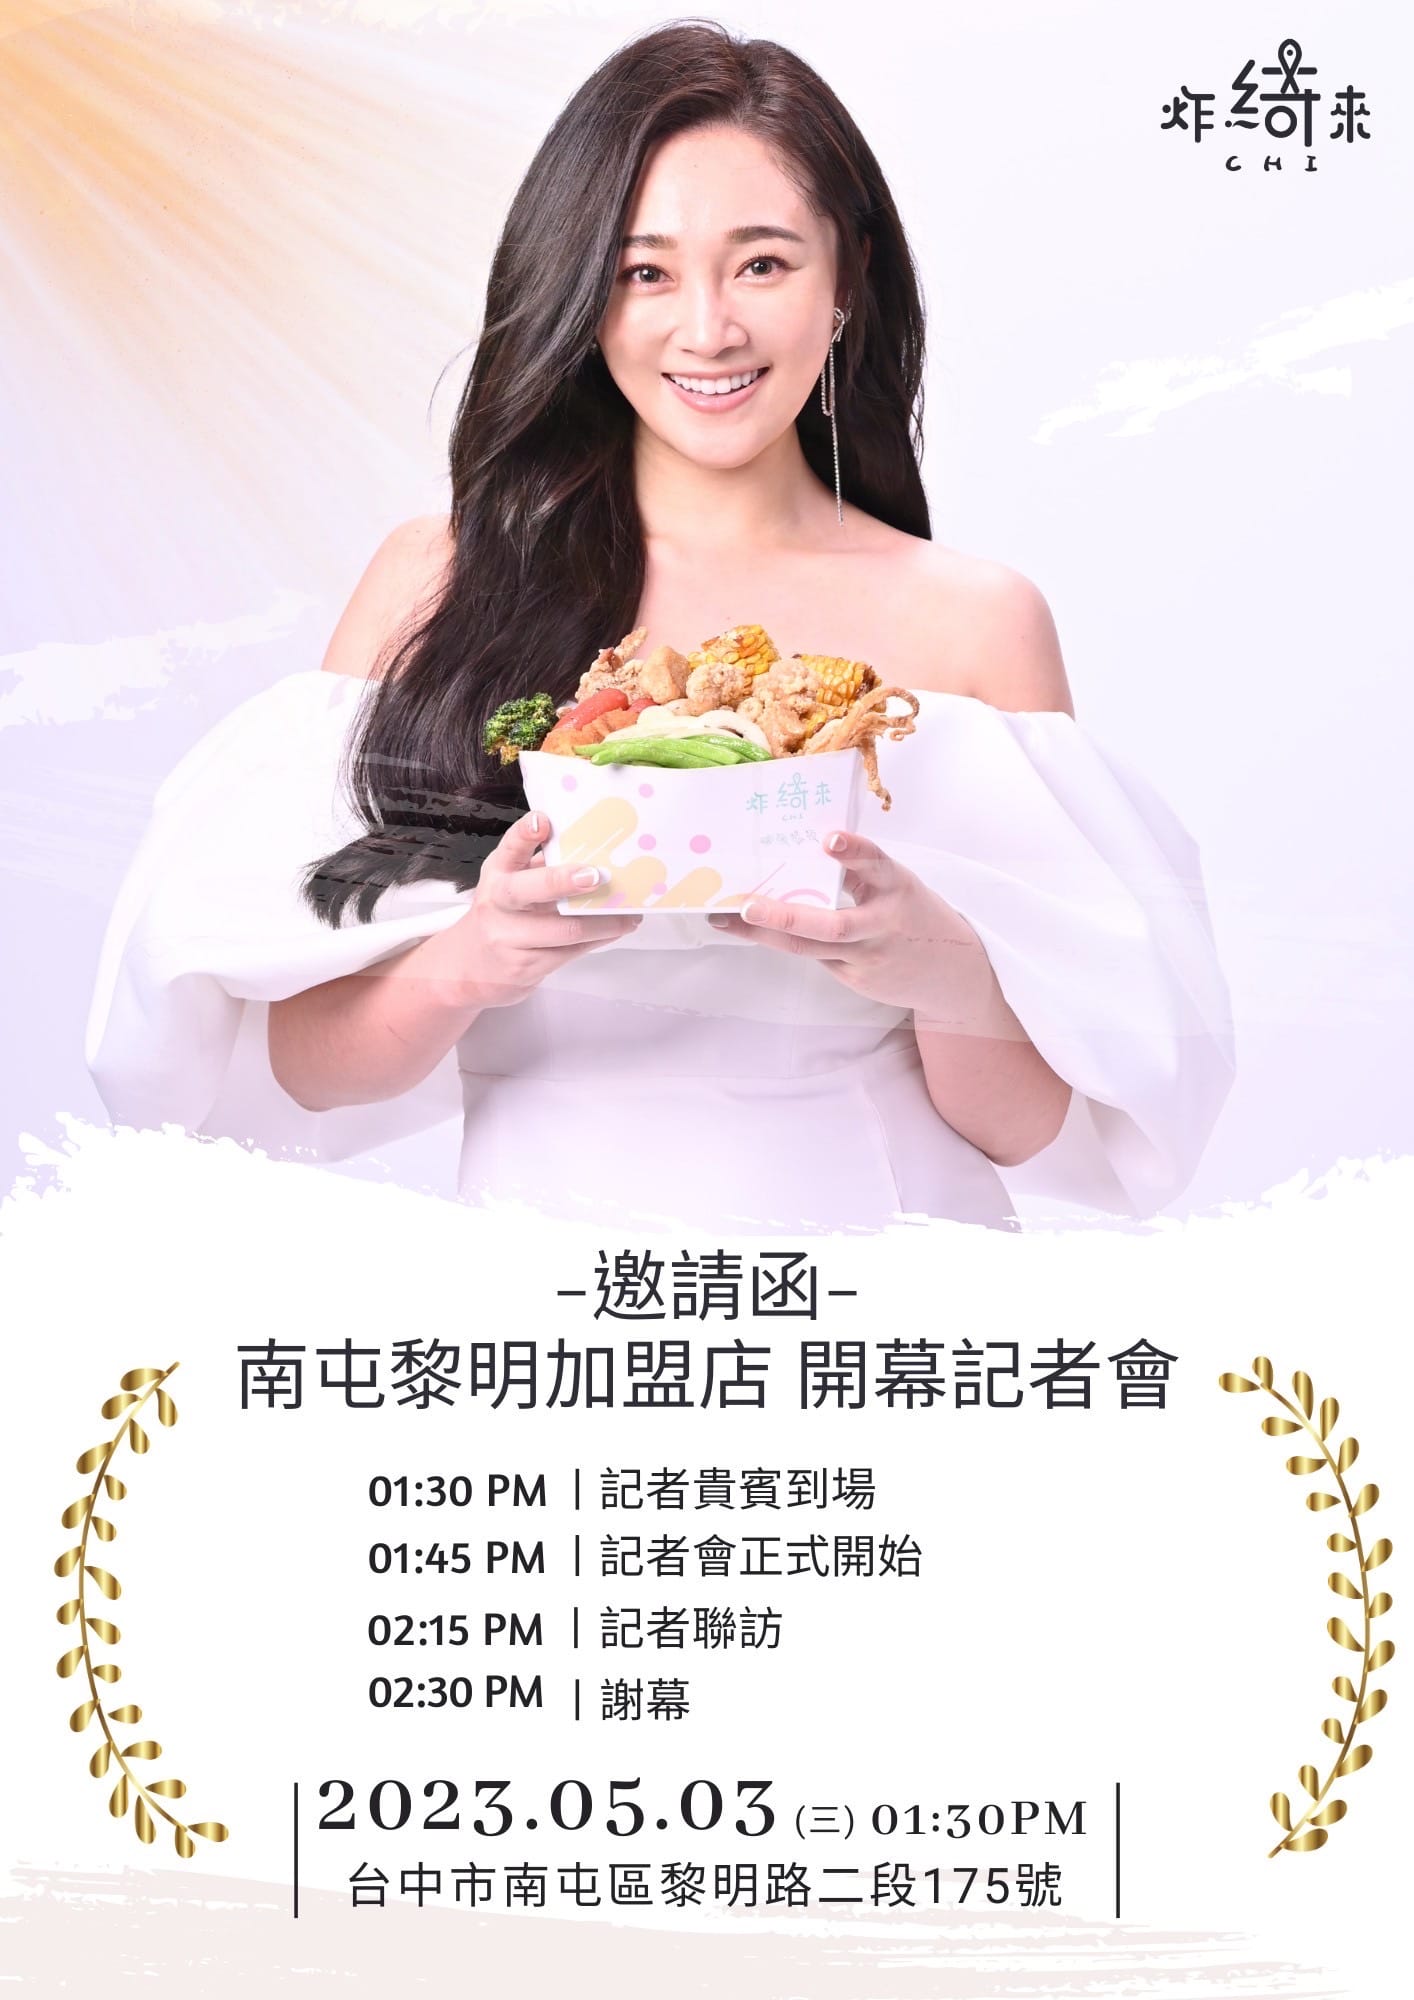 炸綺來
CHI
炸綺來
CHI
-邀請函-
南屯黎明加盟店 開幕記者會
01:30 PM | 記者貴賓到場
01:45 PM | 記者會正式開始
02:15 PM | 記者聯訪
02:30 PM | 謝幕
2023.05.03 (三) 01:30PM
台中市南屯區黎明路二段175號